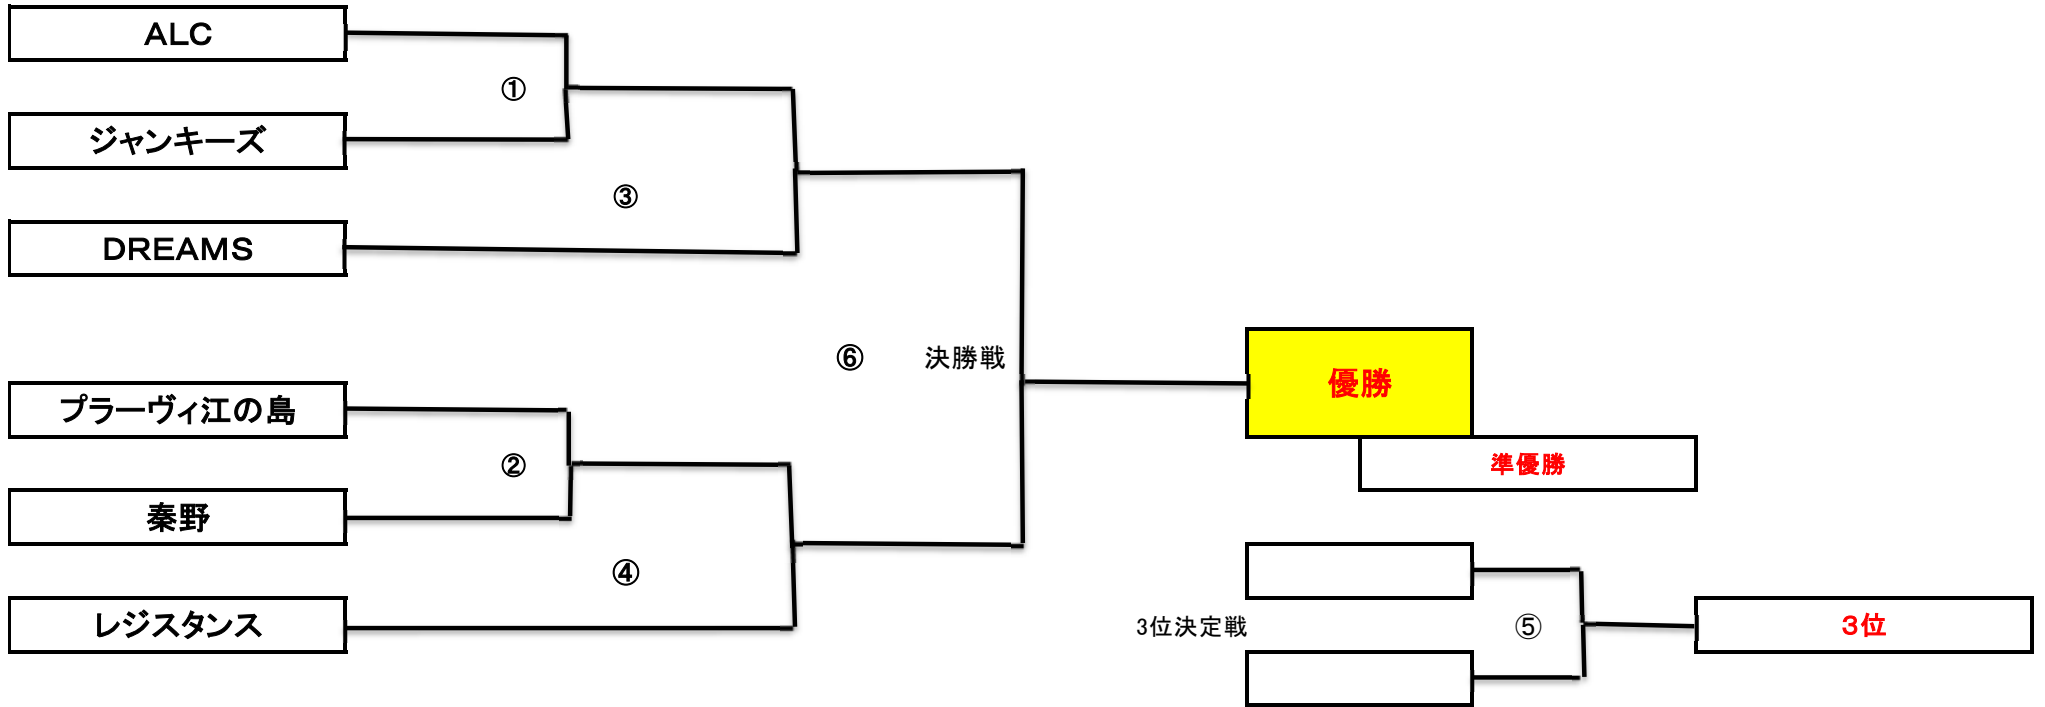 ALC
①
ジャンキーズ
③
DREAMS
⑥ 決勝戦
優勝
プラーヴィ江の島
②
準優勝
秦野
④
レジスタンス
3位決定戦
⑤
3位